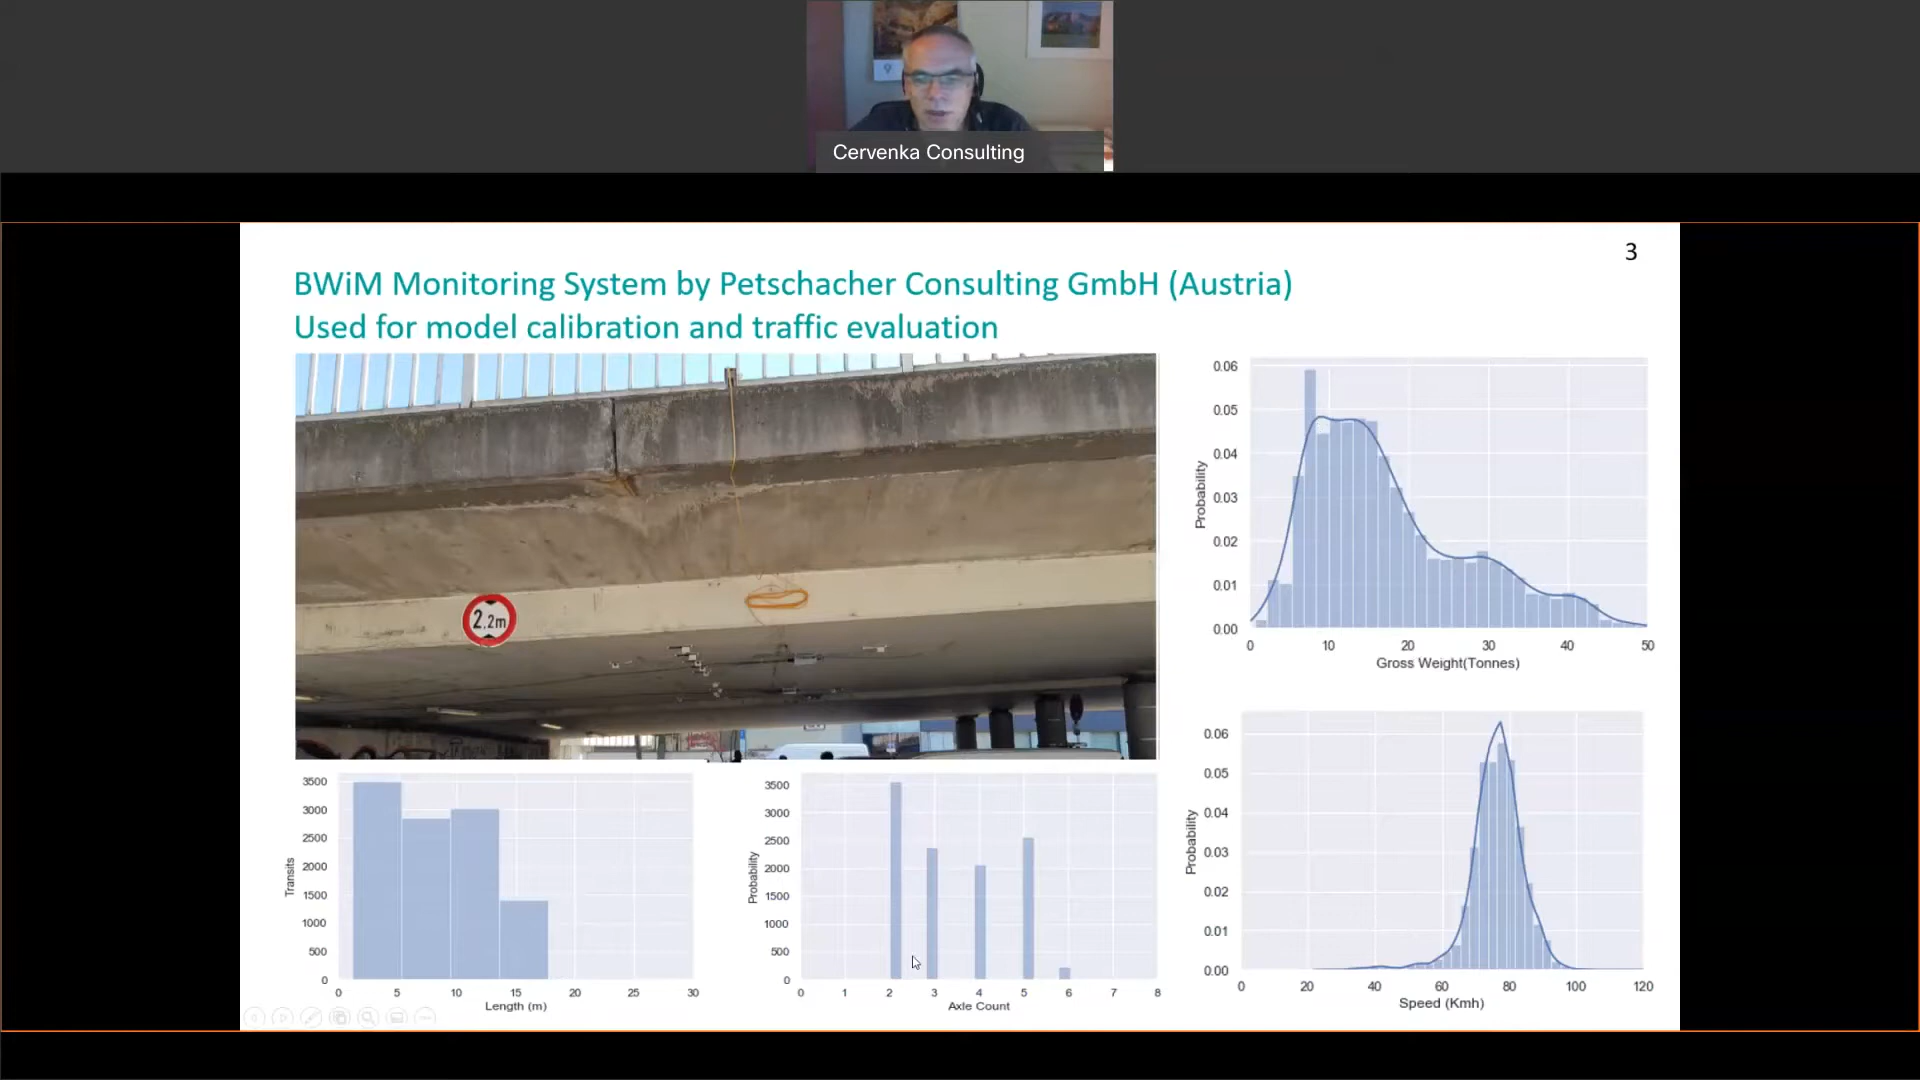 Cervenka Consulting
3
BWiM Monitoring System by Petschacher Consulting GmbH (Austria)
Used for model calibration and traffic evaluation
2.2m
0.06
0.05
0.04
0.03
0.02
0.01
0.00
Probability
0 10 20 30 40 50
Gross Weight(Tonnes)
3500
3000
2500
2000
1500
1000
500
0
Transits
0 5 10 15 20 25 30
Length (m)
3500
3000
2500
2000
1500
1000
500
0
Probability
0 1 2 3 4 5 6 7 8
Axle Count
0.06
0.05
0.04
0.03
0.02
0.01
0.00
Probability
0 20 40 60 80 100 120
Speed (Kmh)